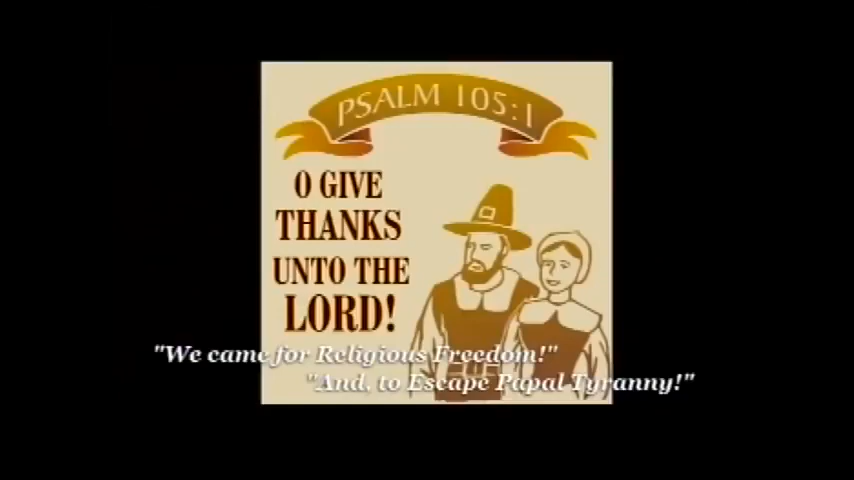 PSALM 105:1
O GIVE
THANKS
UNTO THE
LORD!
"We came for Religious Freedom!"
"And, to Escape Papal Tyranny!"